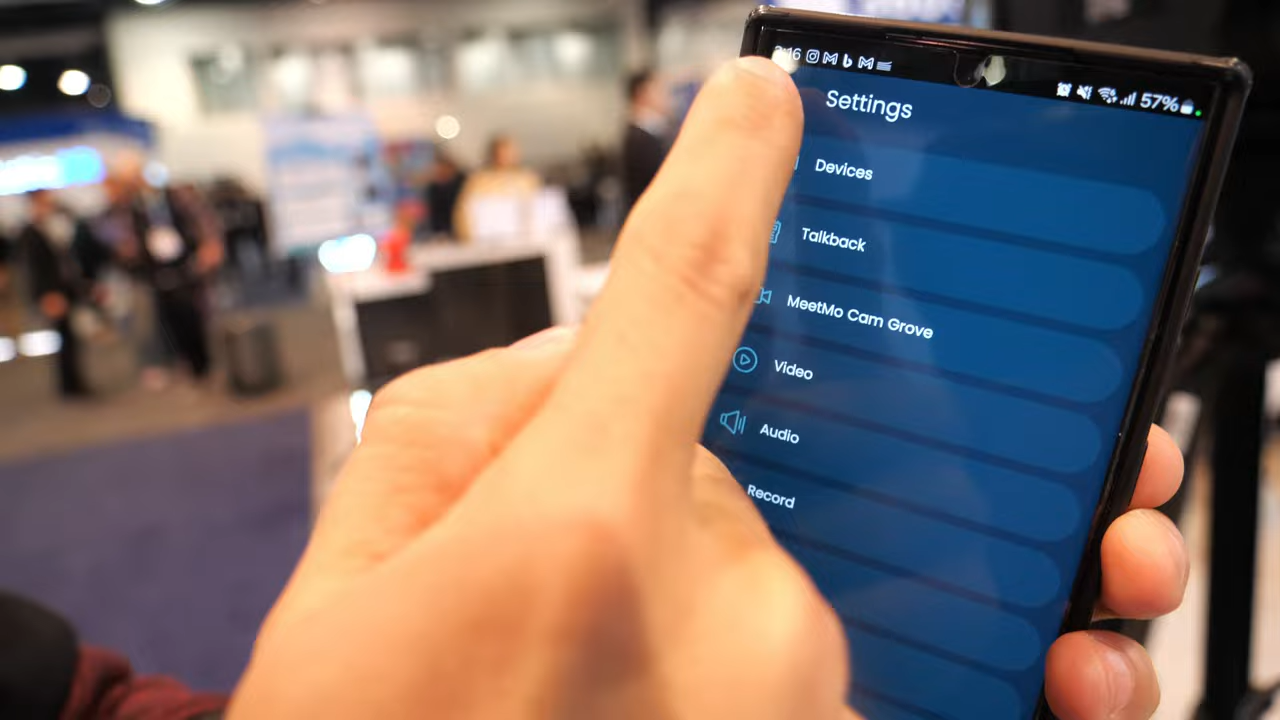 57%
Settings
Devices
Talkback
MeetMo Cam Grove
Video
Audio
Record